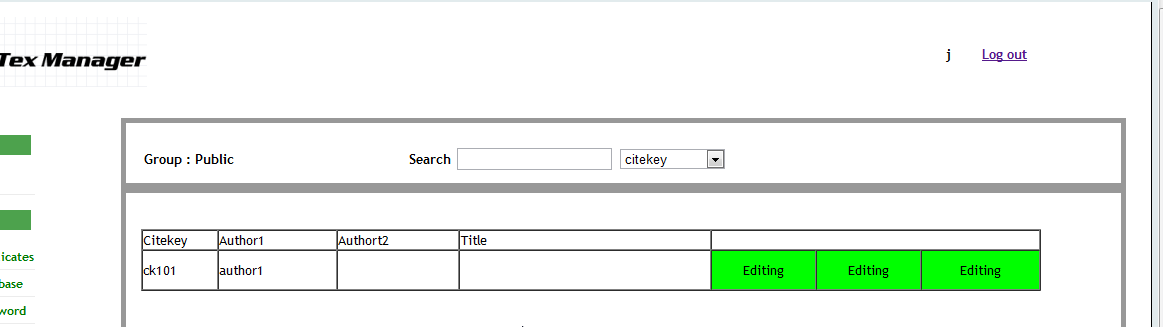 Tex Manager
j Log out
Group : Public Search citekey
icates
base
word
Citekey Author1 Authort2 Title
ck101 author1 Editing Editing Editing